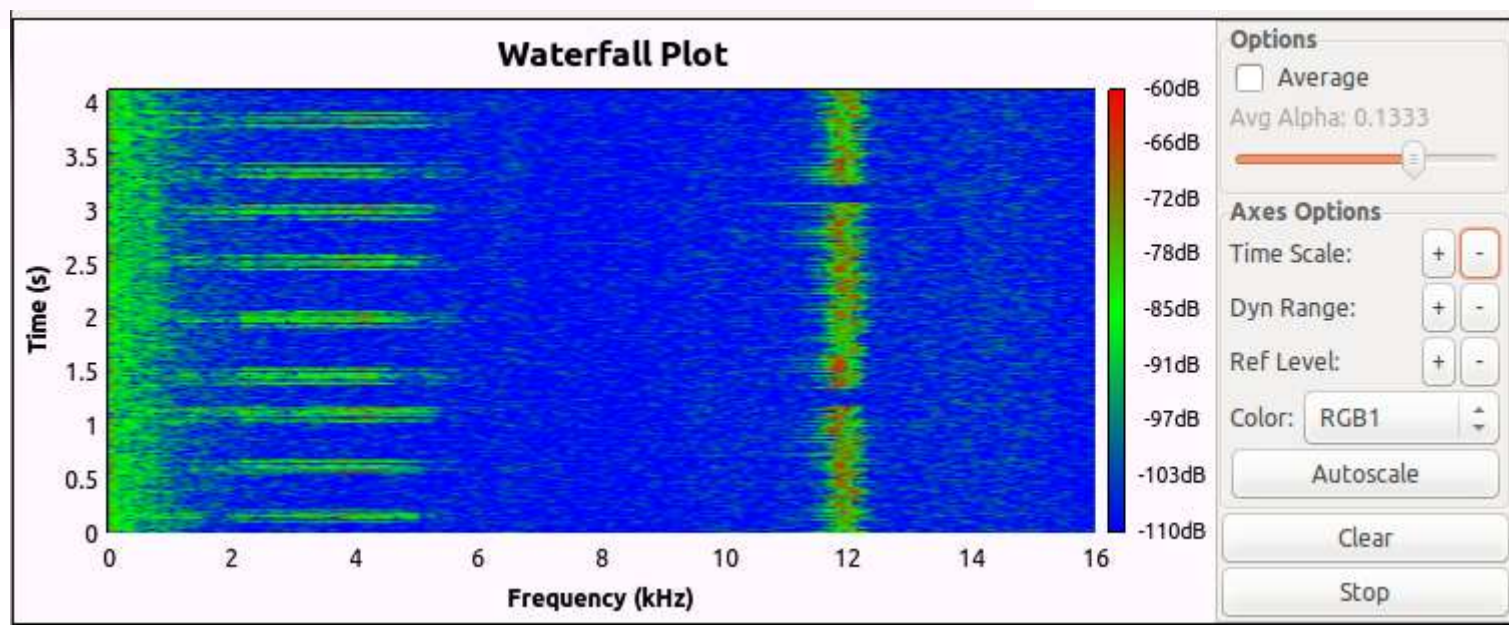 Waterfall Plot
4
3.5
3
2.5
2
1.5
1
0.5
0
Time (s)
0 2 4 6 8 10 12 14 16
Frequency (kHz)
-60dB
-66dB
-72dB
-78dB
-85dB
-91dB
-97dB
-103dB
-110dB
Options
Average
Avg Alpha: 0.1333
Axes Options
Time Scale: + -
Dyn Range: + -
Ref Level: + -
Color: RGB1
Autoscale
Clear
Stop